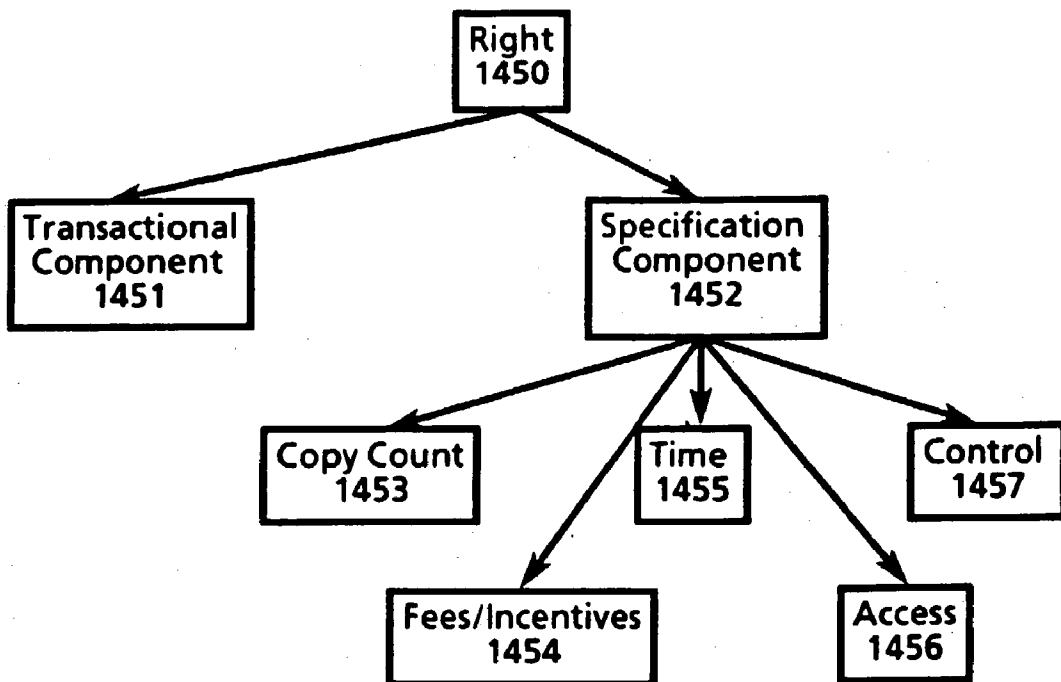 Right
1450
Transactional
Component
1451
Specification
Component
1452
Copy Count
1453
Time
1455
Control
1457
Fees/Incentives
1454
Access
1456